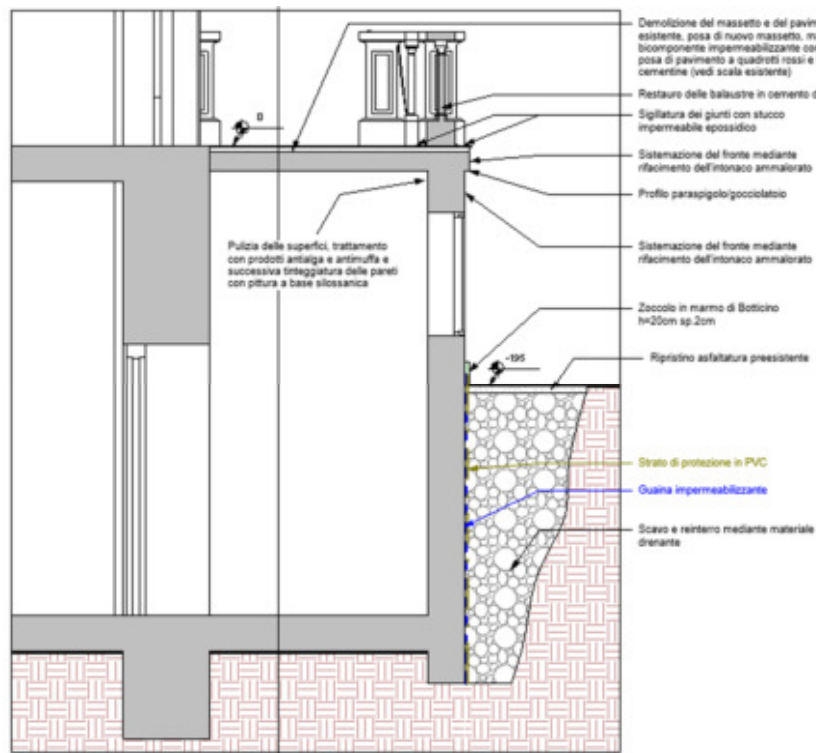 Demolizione del massetto e del pavim
esistente, posa di nuovo massetto, ma
bicomponente impermeabilizzante co
posa di pavimento a quadrotti rossi e
cementine (vedi scala esistente)
Restauro delle balaustre in cemento d
Sigillatura dei giunti con stucco
impermeabile epossidico
Sistemazione del fronte mediante
rifacimento dell'intonaco ammalorato
Profilo paraspigolo/gocciolatoio
Pulizia delle superfici, trattamento
con prodotti antialga e antimuffa e
successiva tinteggiatura delle pareti
con pittura a base silossanica
Sistemazione del fronte mediante
rifacimento dell'intonaco ammalorato
Zoccolo in marmo di Botticino
h=20cm sp.2cm
-195
Ripristino asfaltatura preesistente
Strato di protezione in PVC
Guaina impermeabilizzante
Scavo e reinterro mediante materiale
drenante